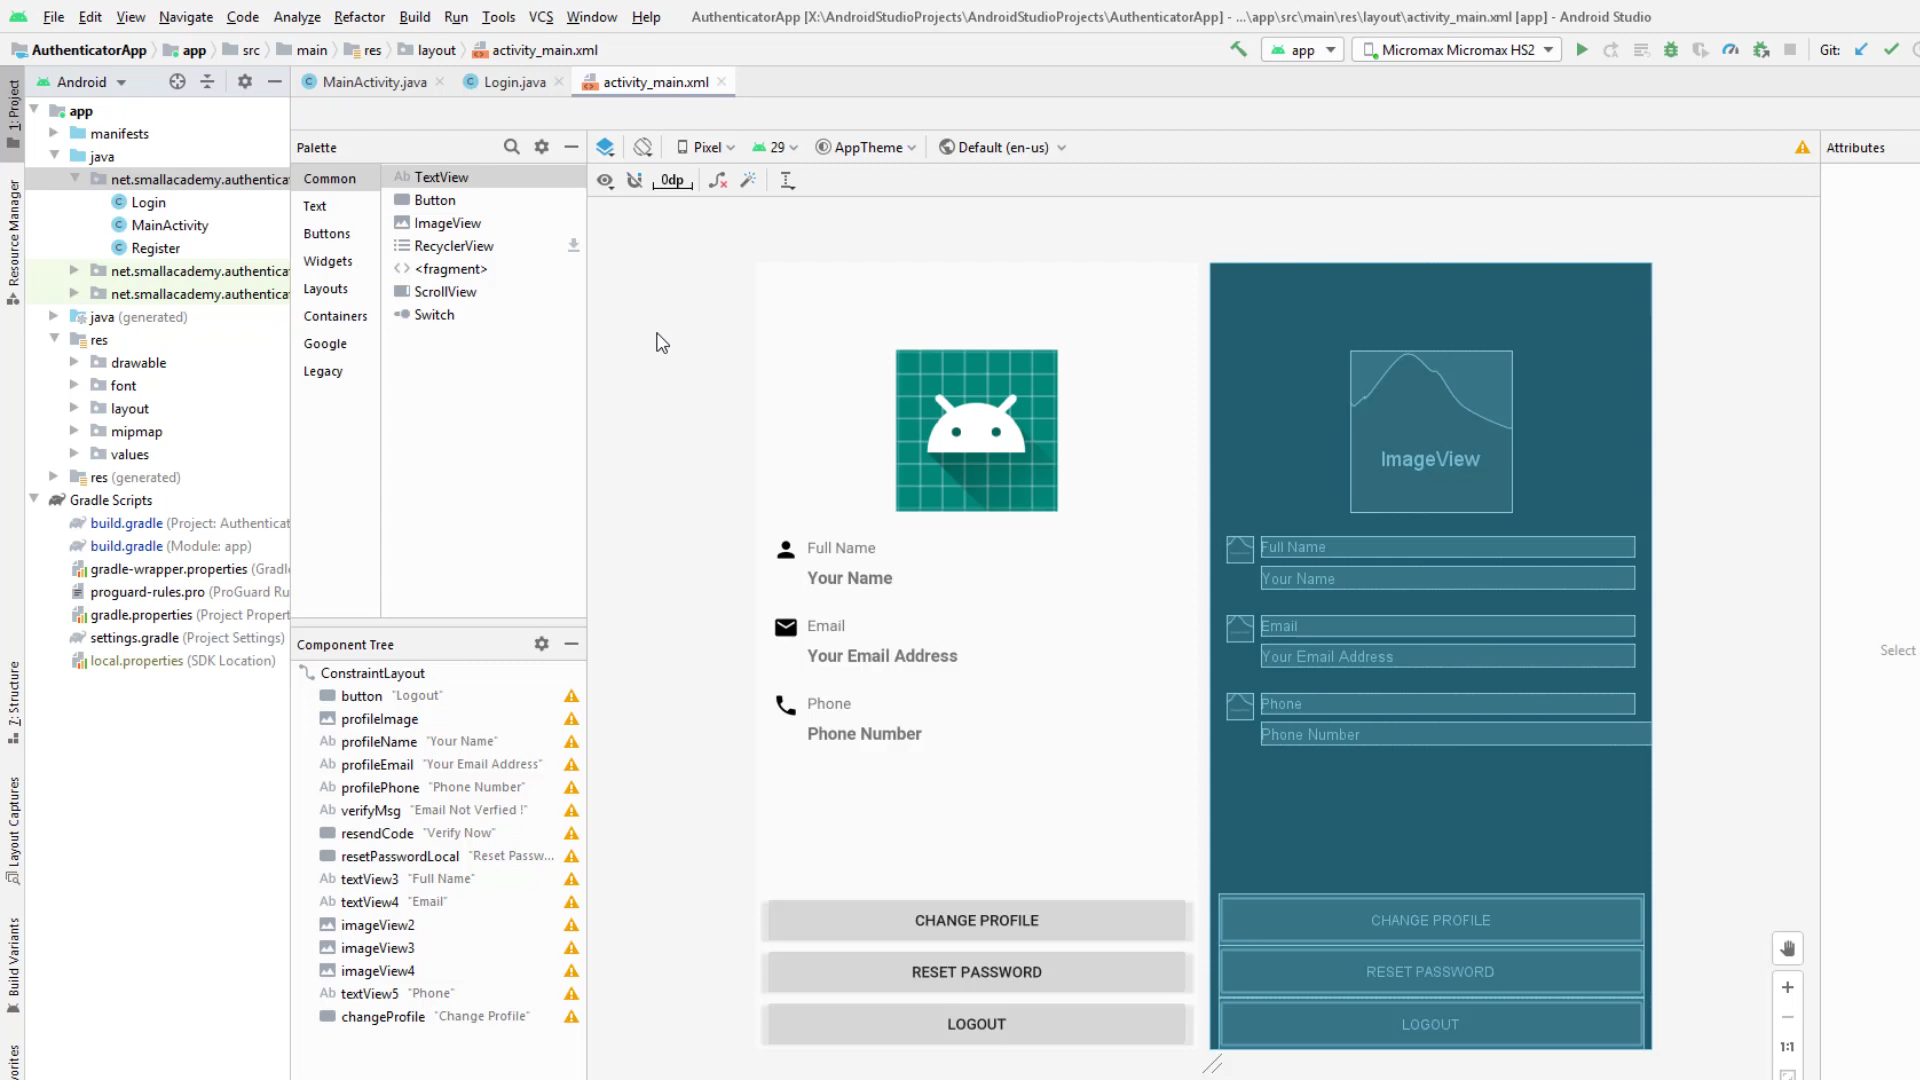 File Edit View Navigate Code Analyze Refactor Build Run Tools VCS Window Help AuthenticatorApp [X:\AndroidStudioProjects\AndroidStudioProjects\AuthenticatorApp] - ...\app\src\main\res\layout\activity_main.xml [app] - Android Studio
AuthenticatorApp app src main res layout activity_main.xml app Micromax Micromax HS2 Git:
Android MainActivity.java Login.java activity_main.xml
1: Project
Resource Manager
7: Structure
Layout Captures
Build Variants
app
manifests
java
net.smallacademy.authentica
Login
MainActivity
Register
net.smallacademy.authentica
net.smallacademy.authentica
java (generated)
res
drawable
font
layout
mipmap
values
res (generated)
Gradle Scripts
build.gradle (Project: Authenticat
build.gradle (Module: app)
gradle-wrapper.properties (Gradl
proguard-rules.pro (ProGuard Ru
gradle.properties (Project Propert
settings.gradle (Project Settings)
local.properties (SDK Location)
Palette
Common
Text
Buttons
Widgets
Layouts
Containers
Google
Legacy
Ab TextView
Button
ImageView
RecyclerView
<fragment>
ScrollView
Switch
Component Tree
ConstraintLayout
button "Logout"
profileImage
Ab profileName "Your Name"
Ab profileEmail "Your Email Address"
Ab profilePhone "Phone Number"
Ab verifyMsg "Email Not Verfied !"
resendCode "Verify Now"
resetPasswordLocal "Reset Passw...
Ab textView3 "Full Name"
Ab textView4 "Email"
imageView2
imageView3
imageView4
Ab textView5 "Phone"
changeProfile "Change Profile"
Pixel 29 AppTheme Default (en-us)
0dp
Full Name
Your Name
Email
Your Email Address
Phone
Phone Number
CHANGE PROFILE
RESET PASSWORD
LOGOUT
ImageView
Full Name
Your Name
Email
Your Email Address
Phone
Phone Number
CHANGE PROFILE
RESET PASSWORD
LOGOUT
1:1
Attributes
Select